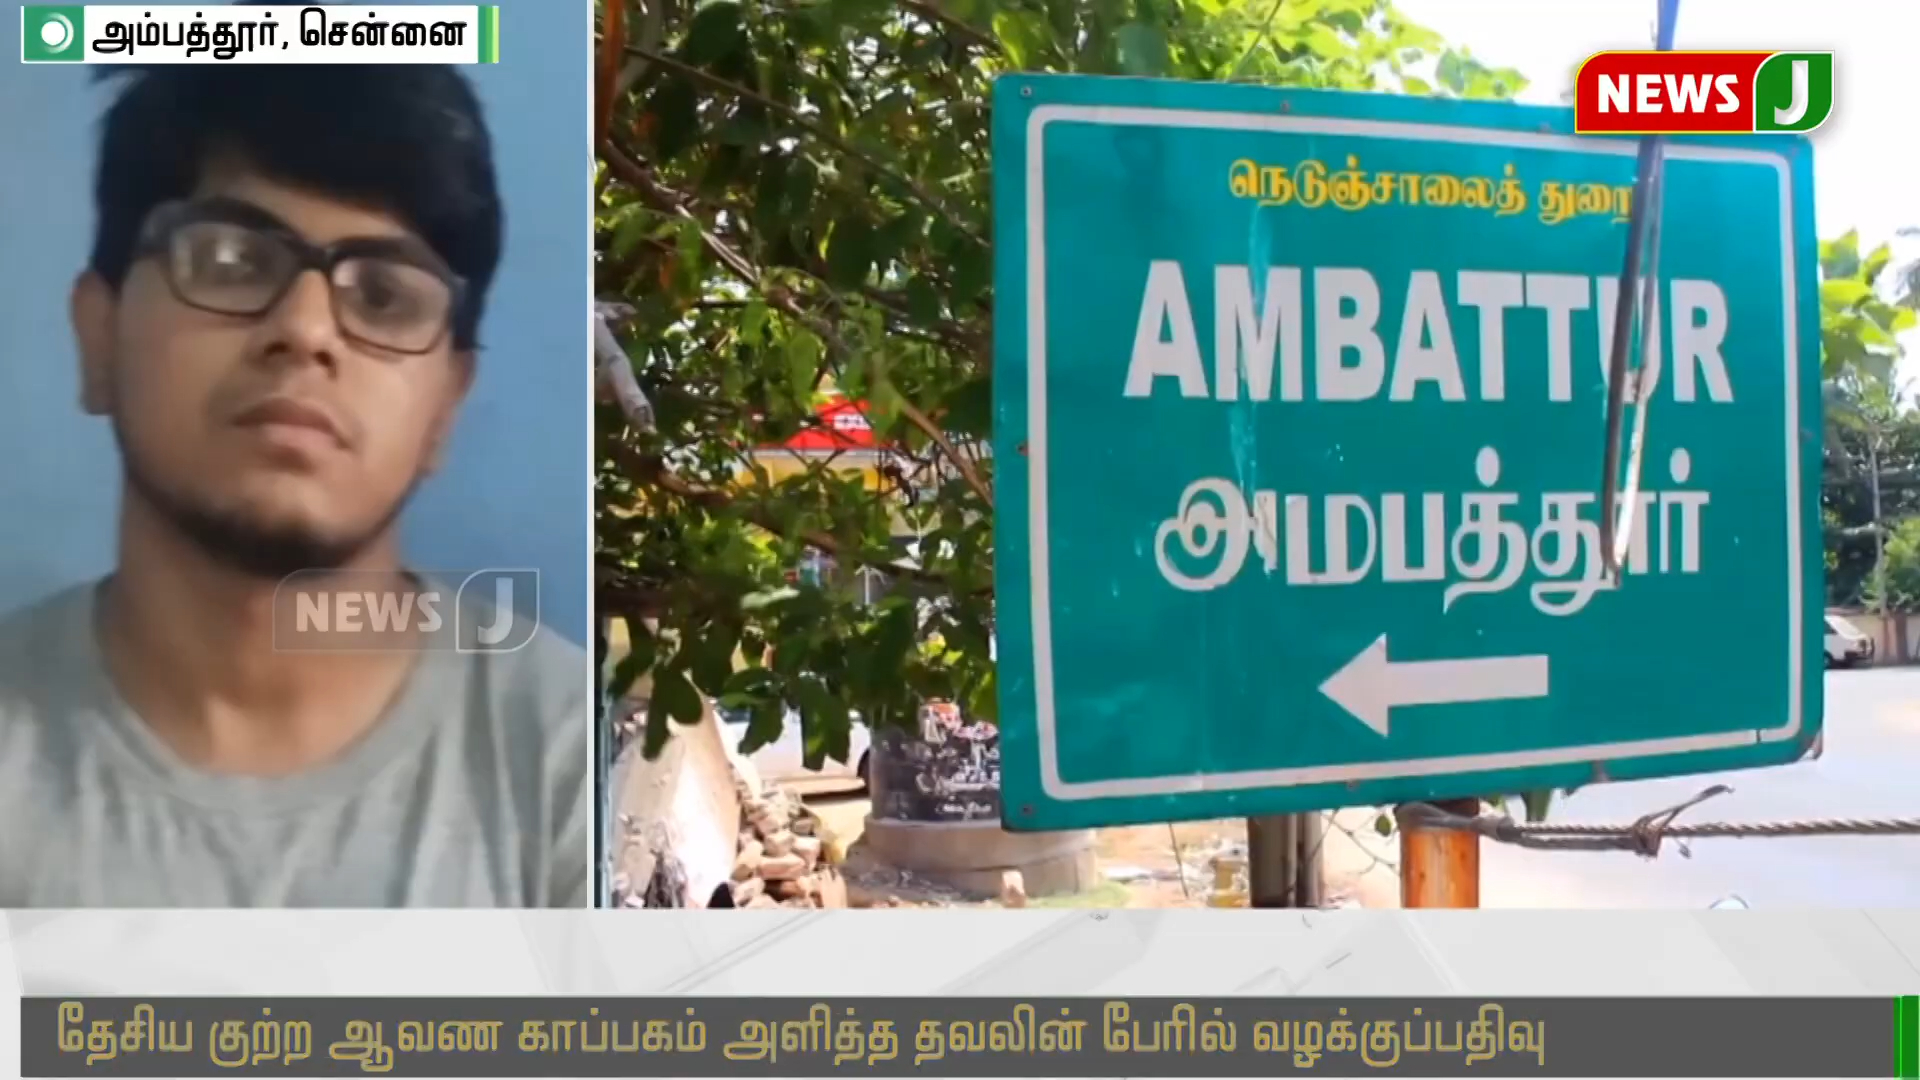 அம்பத்தூர், சென்னை
NEWS J
நெடுஞ்சாலைத் துறை
AMBATTUR
அமபத்தூர்
NEWS J
தேசிய குற்ற ஆவண காப்பகம் அளித்த தவலின் பேரில் வழக்குப்பதிவு